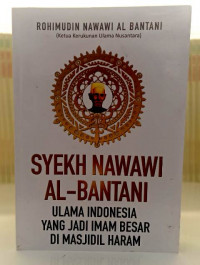 ROHIMUDIN NAWAWI AL BANTANI
(Ketua Kerukunan Ulama Nusantara)
SYEKH NAWAWI
AL-BANTANI
ULAMA INDONESIA
YANG JADI IMAM BESAR
DI MASJIDIL HARAM